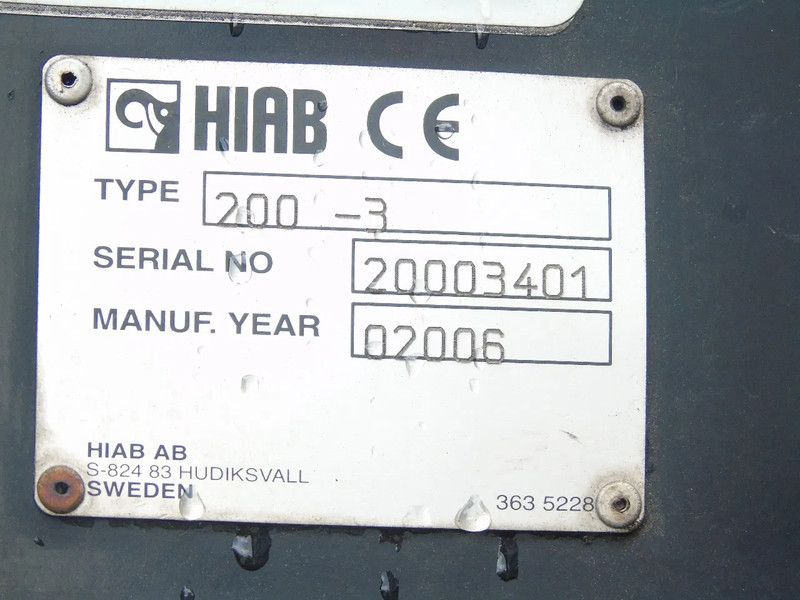 HIAB CE
TYPE 200 -3
SERIAL NO 20003401
MANUF. YEAR 02006
HIAB AB
S-824 83 HUDIKSVALL
SWEDEN
363 5228